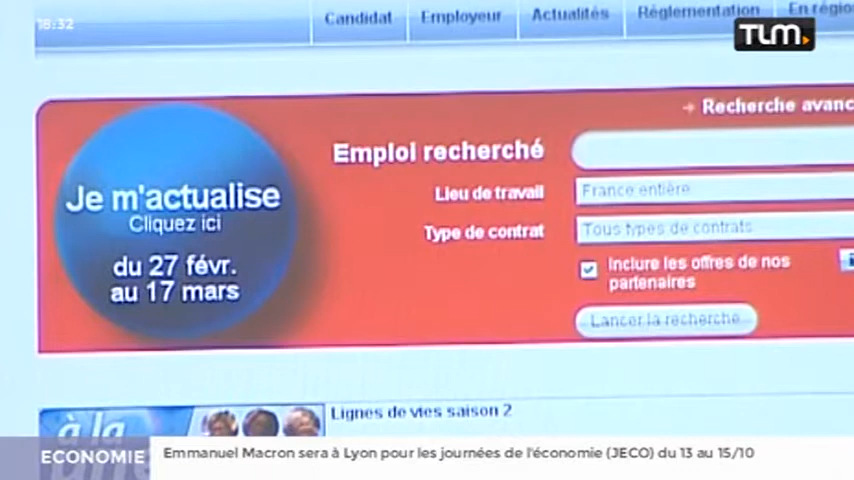 18:32
Candidat Employeur Actualités Réglementation En régio
TLM
Recherche avanc
Emploi recherché
Je m'actualise
Cliquez ici
du 27 févr.
au 17 mars
Lieu de travail France entière
Type de contrat Tous types de contrats
Inclure les offres de nos
partenaires
Lancer la recherche
Lignes de vies saison 2
à la
ECONOMIE
Emmanuel Macron sera à Lyon pour les journées de l'économie (JECO) du 13 au 15/10